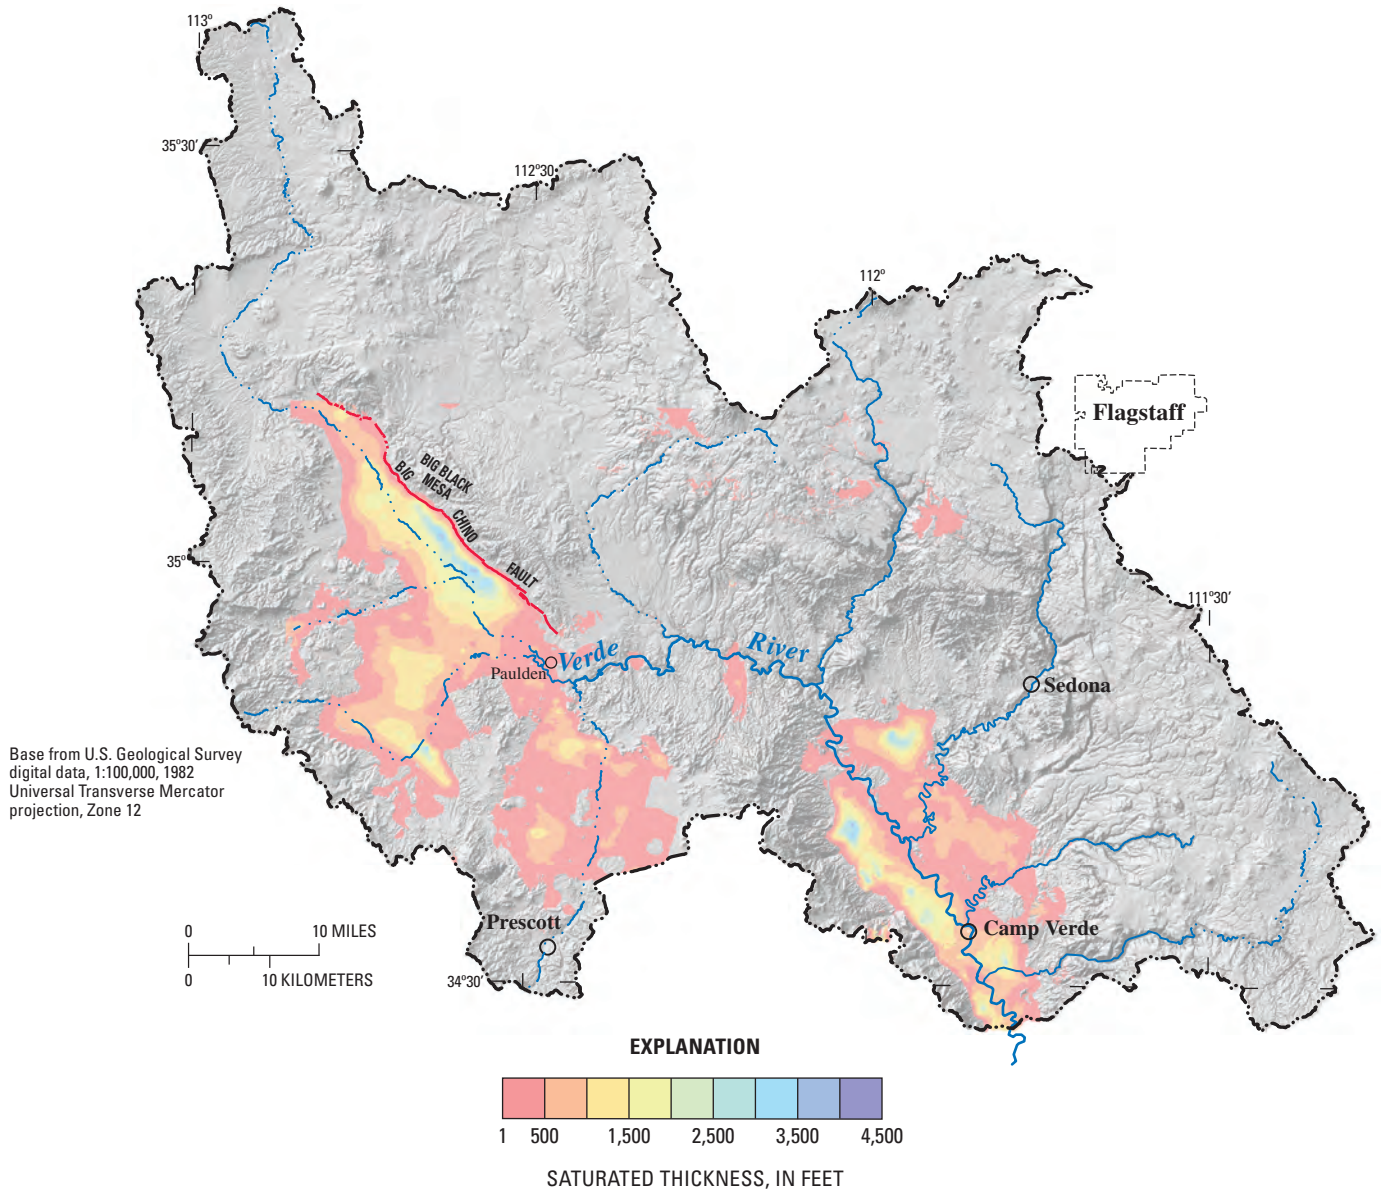 113°
35°30'
112°30
112°
Flagstaff
BIG BLACK
MESA
BIG
CHINO
FAULT
35°
111°30'
Verde
River
Paulden
Sedona
Base from U.S. Geological Survey
digital data, 1:100,000, 1982
Universal Transverse Mercator
projection, Zone 12
Prescott
Camp Verde
0 10 MILES
0 10 KILOMETERS
34°30'
EXPLANATION
1 500 1,500 2,500 3,500 4,500
SATURATED THICKNESS, IN FEET